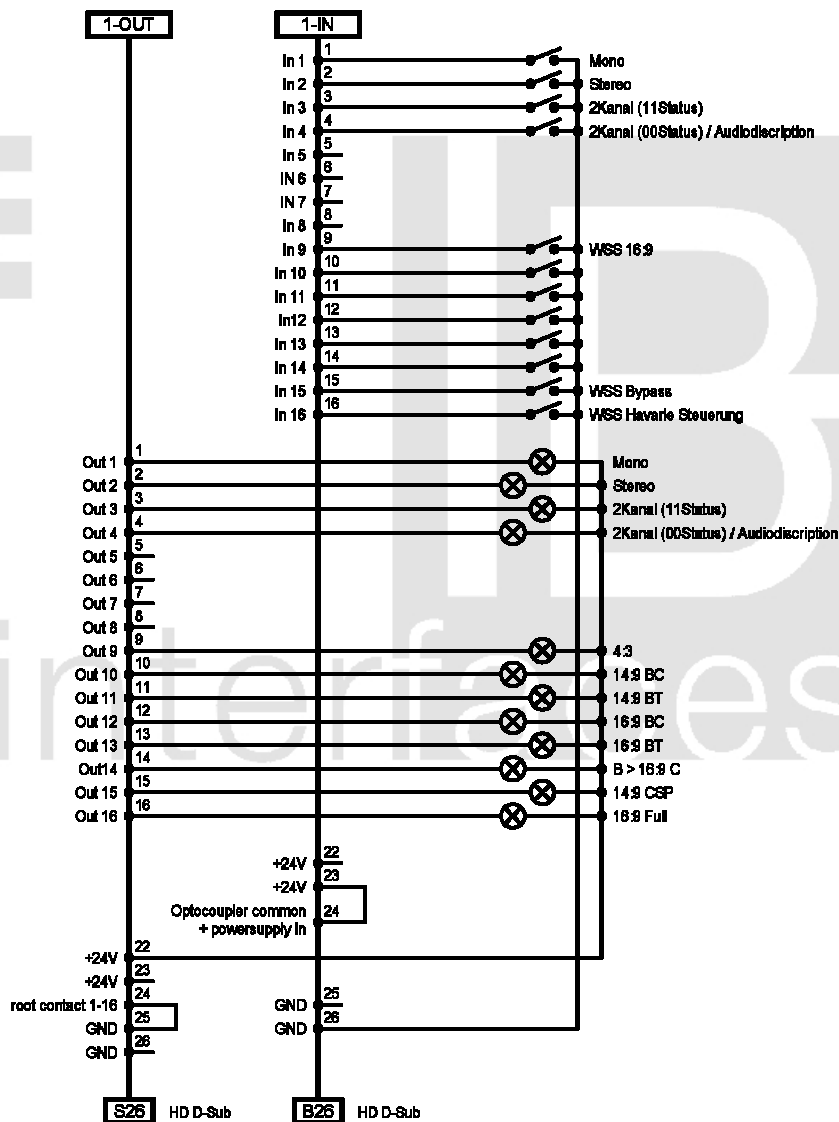 1-OUT 1-IN
In 1 1 Mono
In 2 2 Stereo
In 3 3 2Kanal (11Status)
In 4 4 2Kanal (00Status) / Audiodiscription
In 5 5
IN 6 6
IN 7 7
In 8 8
In 9 9 WSS 16:9
In 10 10
In 11 11
In12 12
In 13 13
In 14 14
In 15 15 WSS Bypass
In 16 16 WSS Havarie Steuerung
Out 1 1 Mono
Out 2 2 Stereo
Out 3 3 2Kanal (11Status)
Out 4 4 2Kanal (00Status) / Audiodiscription
Out 5 5
Out 6 6
Out 7 7
Out 8 8
Out 9 9 4:3
Out 10 10 14:9 BC
Out 11 11 14:9 BT
Out 12 12 16:9 BC
Out 13 13 16:9 BT
Out14 14 B > 16:9 C
Out 15 15 14:9 CSP
Out 16 16 16:9 Full
+24V 22
+24V 23
Optocoupler common 24
+ powersupply in
+24V 22
+24V 23
root contact 1-16 24
GND 25
GND 26
GND 25
GND 26
S26 HD D-Sub
B26 HD D-Sub
interfaces
IB